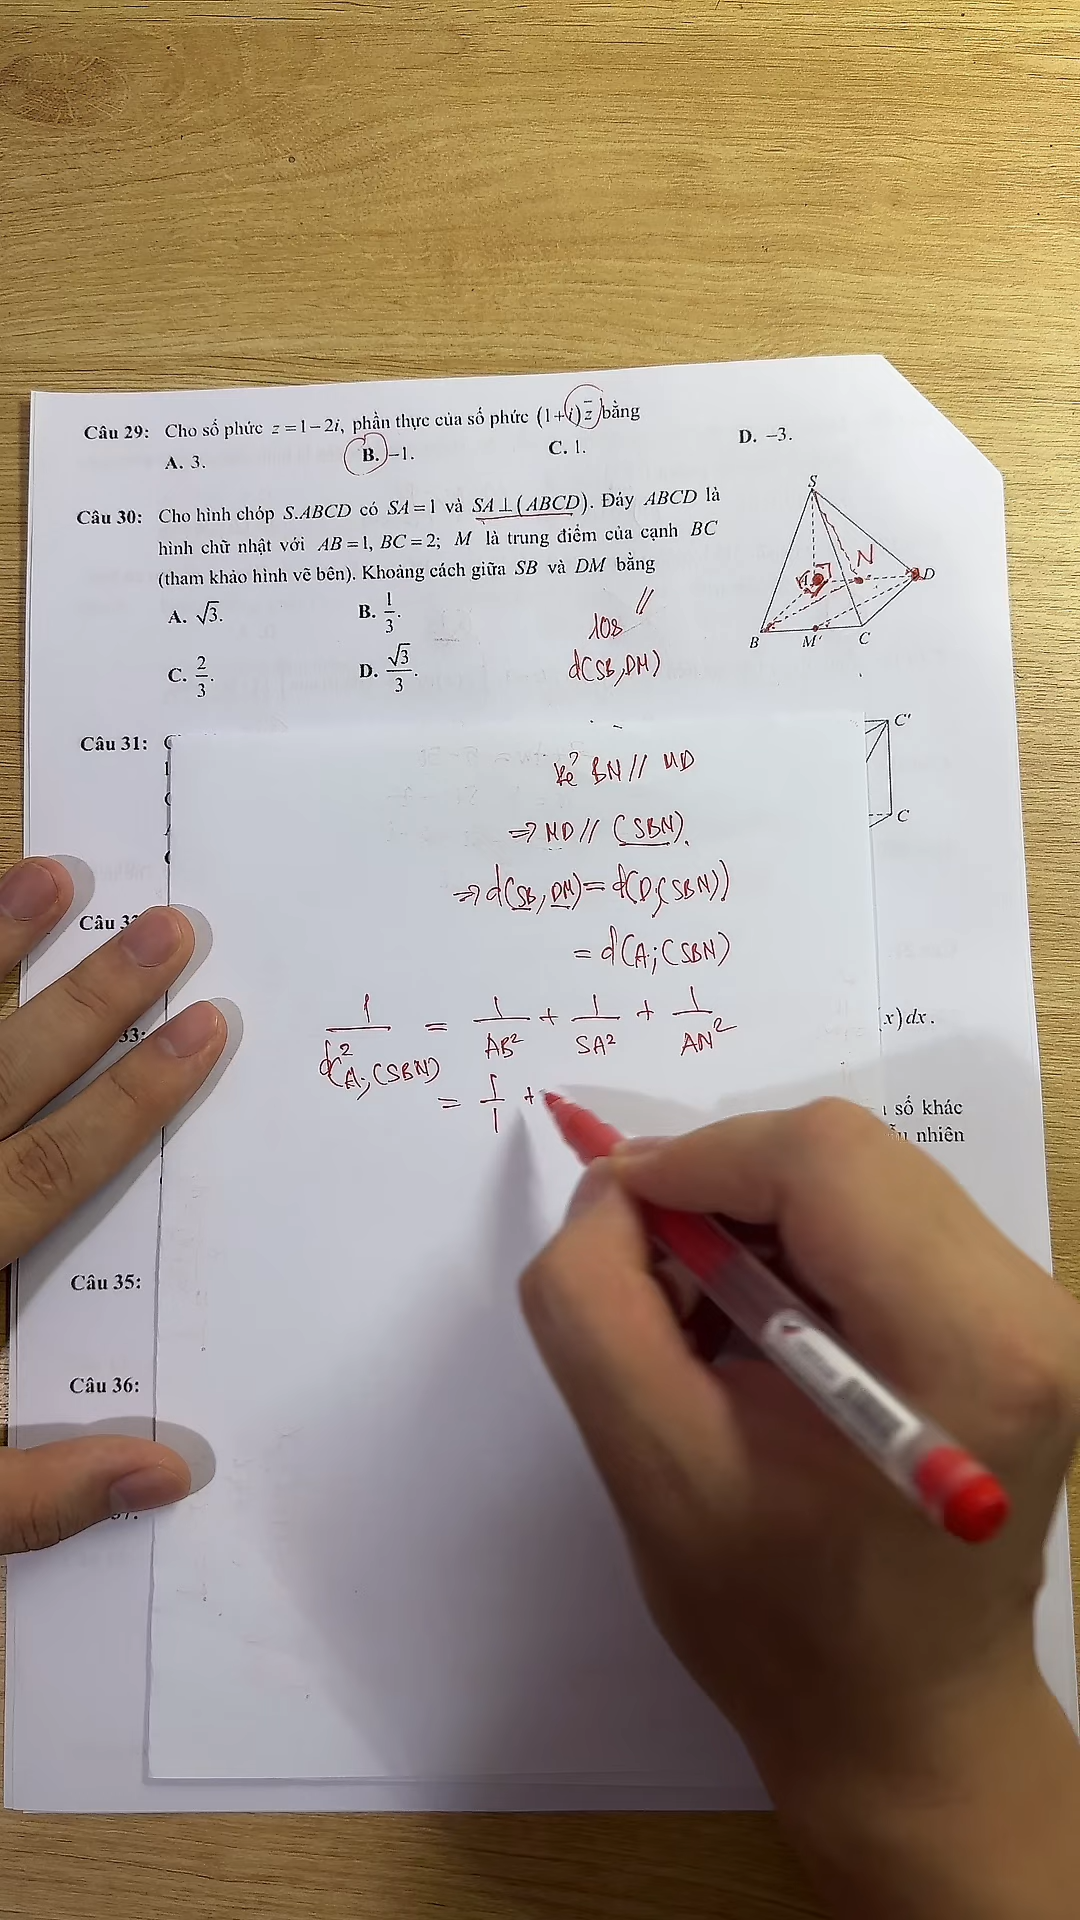 Câu 29: Cho số phức z = 1 – 2i, phần thực của số phức (1+i)z̄ bằng
A. 3. B. –1. C. 1. D. –3.
Câu 30: Cho hình chóp S.ABCD có SA = 1 và SA ⊥ (ABCD). Đáy ABCD là
hình chữ nhật với AB = 1, BC = 2; M là trung điểm của cạnh BC
(tham khảo hình vẽ bên). Khoảng cách giữa SB và DM bằng
A. √3. B. 1/3.
C. 2/3. D. √3/3.
S
N
A
D
B
M
C
//
108
d(SB, DM)
Câu 31:
C'
C
Kẻ BN // MD
⇒ MD // (SBN).
⇒ d(SB, DM) = d(D; (SBN))
= d(A; (SBN)
1/d²(A; (SBN) = 1/AB² + 1/SA² + 1/AN²
= 1/1 +
Câu 3
33:
x)dx.
số khác
nhiên
Câu 35:
Câu 36:
37.